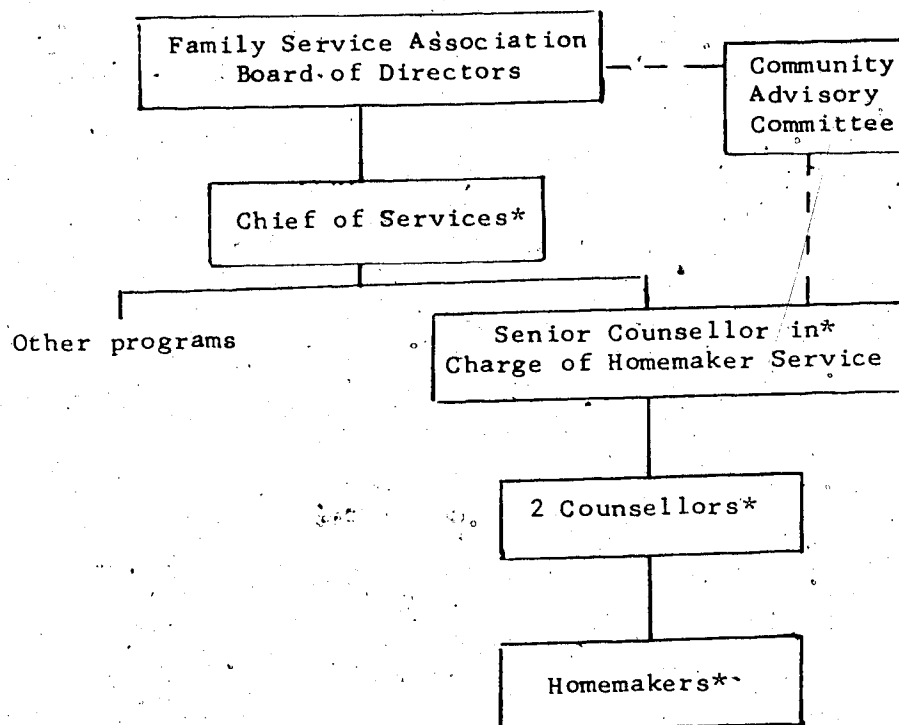 Family Service Association
Board of Directors
Community
Advisory
Committee
Chief of Services*
Other programs
Senior Counsellor in*
Charge of Homemaker Service
2 Counsellors*
Homemakers*